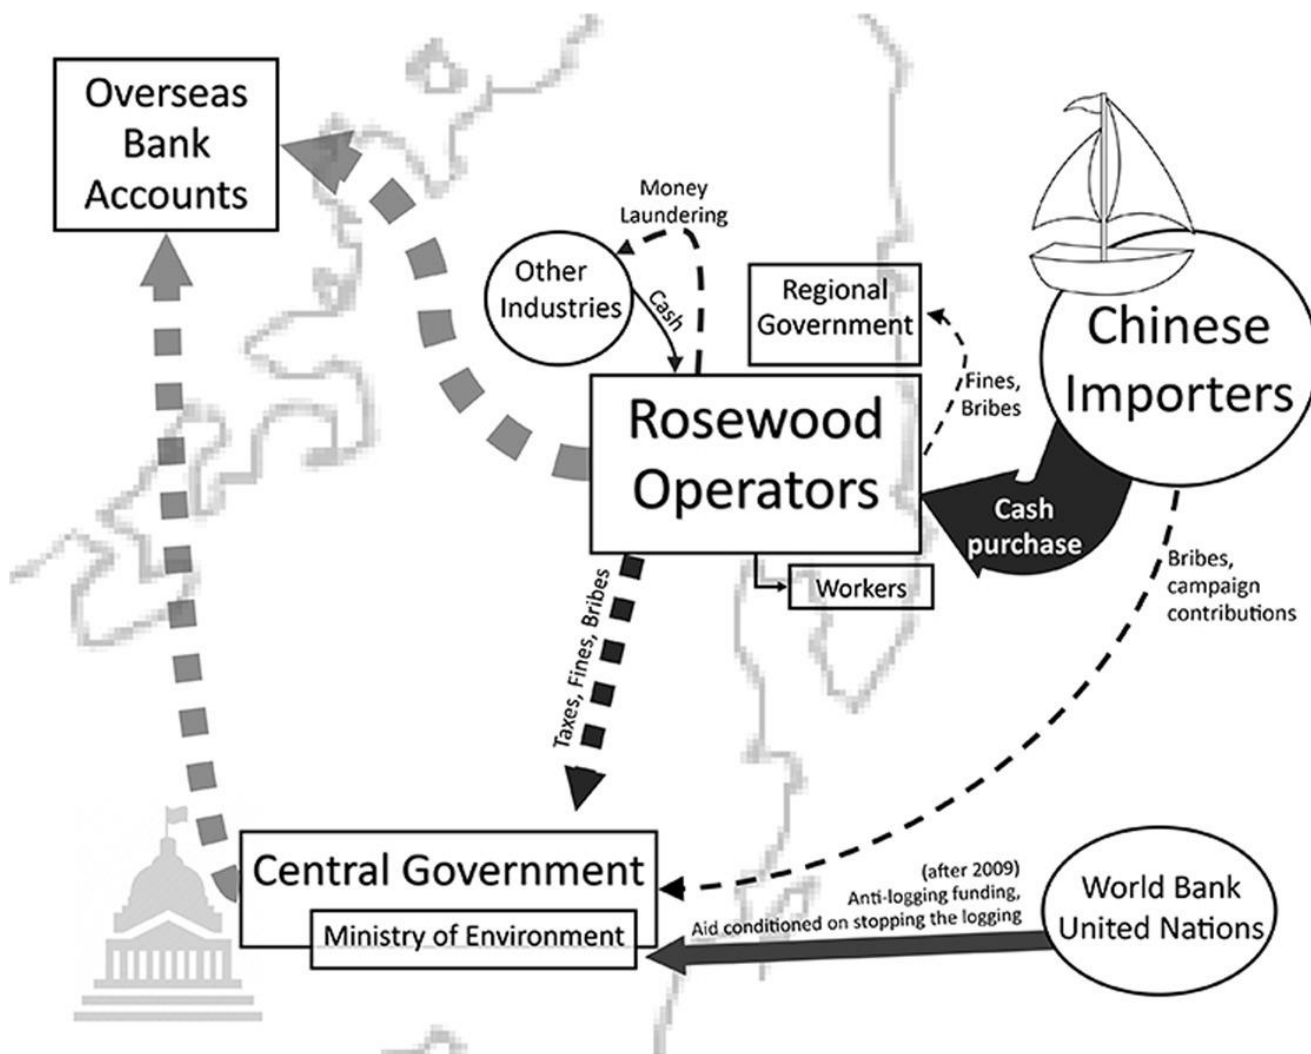 Overseas
Bank
Accounts
Money
Laundering
Other
Industries
Cash
Regional
Government
Fines,
Bribes
Chinese
Importers
Rosewood
Operators
Cash
purchase
Workers
Bribes,
campaign
contributions
Taxes, Fines, Bribes
Central Government
Ministry of Environment
(after 2009)
Anti-logging funding,
Aid conditioned on stopping the logging
World Bank
United Nations